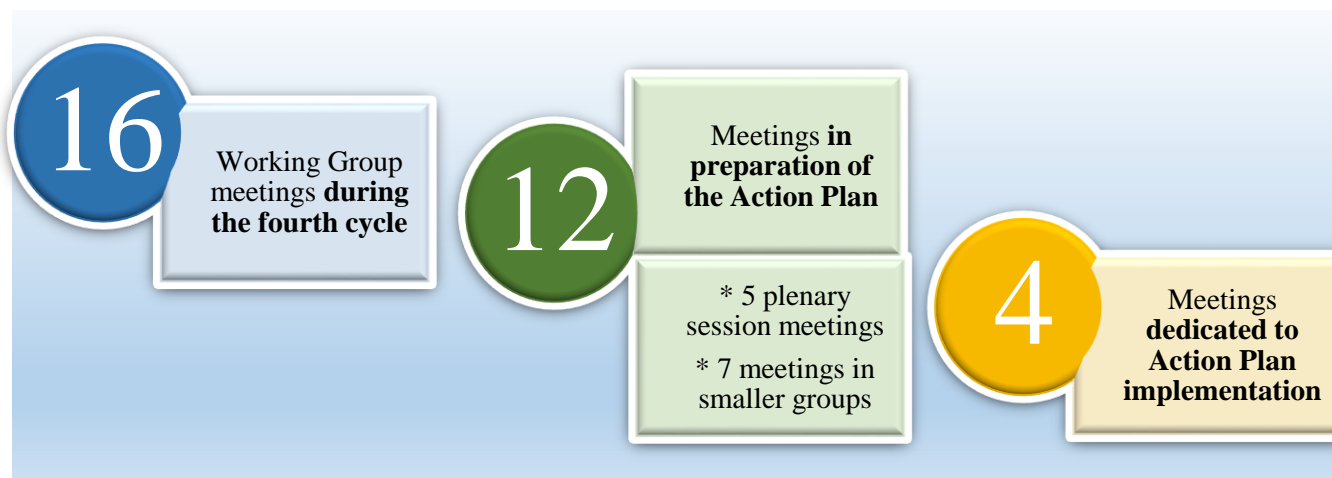 16
Working Group
meetings during
the fourth cycle
12
Meetings in
preparation of
the Action Plan
* 5 plenary
session meetings
* 7 meetings in
smaller groups
4
Meetings
dedicated to
Action Plan
implementation